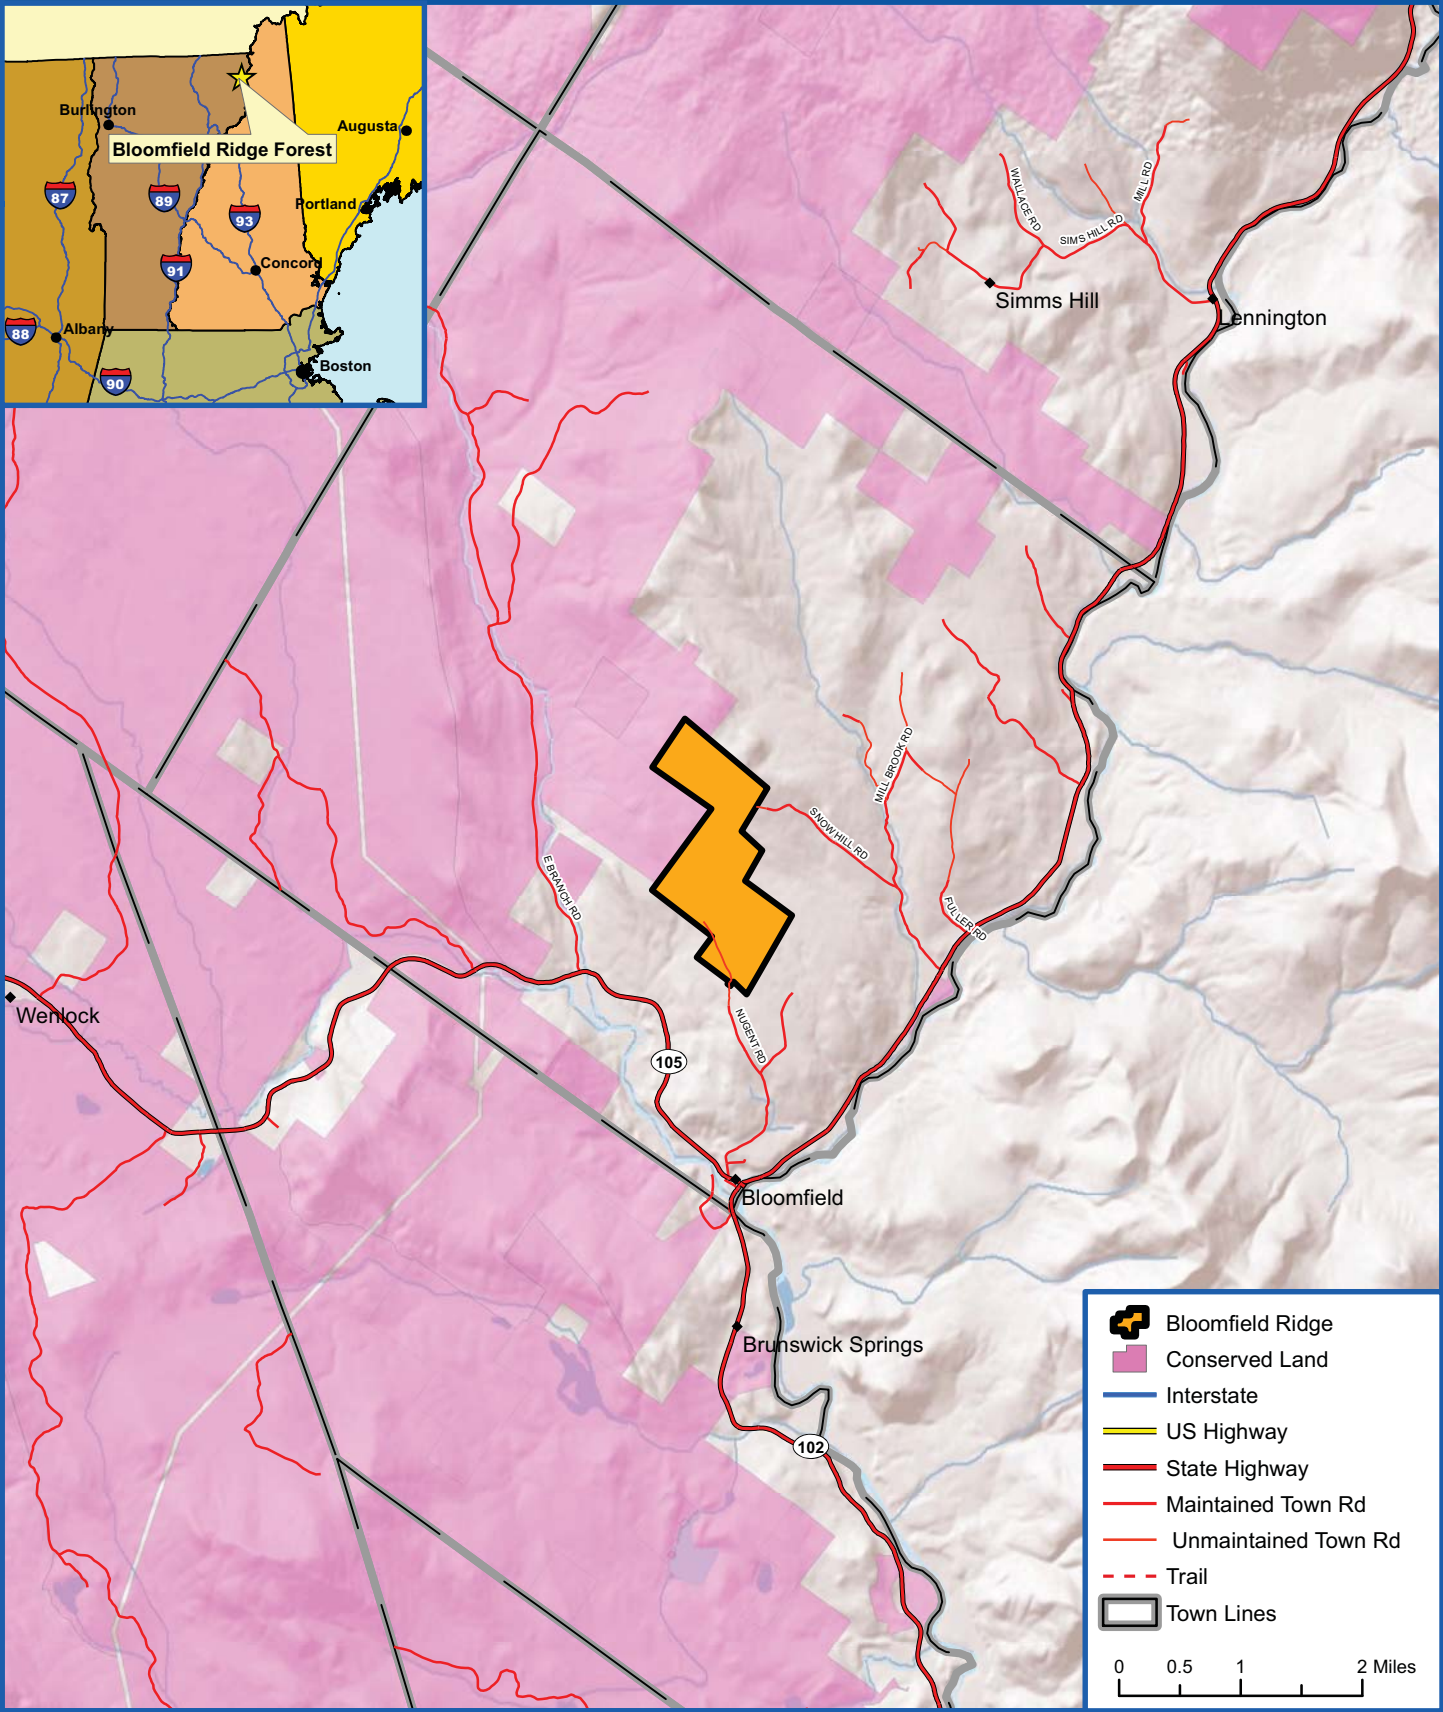 Burlington
Augusta
Bloomfield Ridge Forest
87
89
Portland
93
91
Concord
88
Albany
Boston
90
WALLACE RD
MILL RD
SIMS HILL RD
Simms Hill
Lennington
MILL BROOK RD
SNOW HILL RD
E BRANCH RD
FULLER RD
Wenlock
NUGENT RD
105
Bloomfield
Brunswick Springs
102
Bloomfield Ridge
Conserved Land
Interstate
US Highway
State Highway
Maintained Town Rd
Unmaintained Town Rd
Trail
Town Lines
0 0.5 1 2 Miles